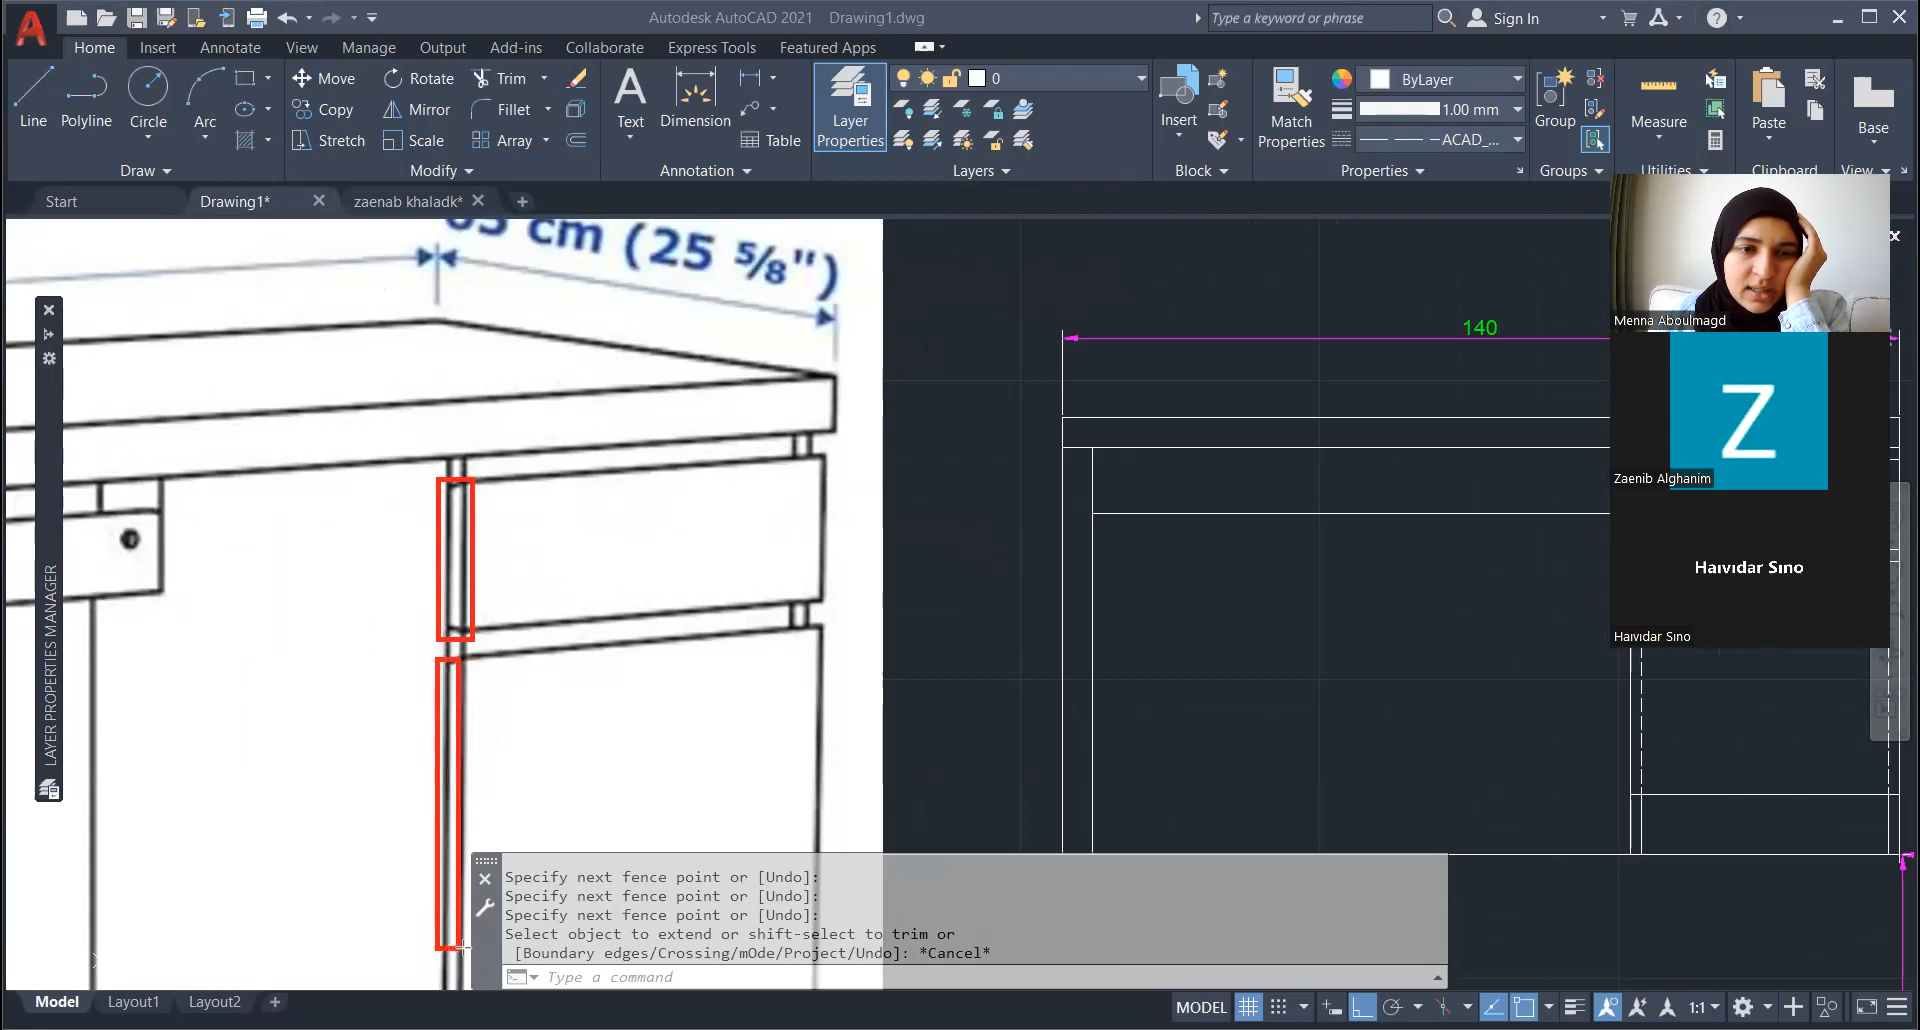 Autodesk AutoCAD 2021 Drawing1.dwg
Type a keyword or phrase
Sign In
Home Insert Annotate View Manage Output Add-ins Collaborate Express Tools Featured Apps
Line
Polyline
Circle
Arc
Draw
Move
Rotate
Trim
Copy
Mirror
Fillet
Stretch
Scale
Array
Modify
Text
Dimension
Table
Annotation
Layer
Properties
0
Layers
Insert
Block
Match
Properties
ByLayer
1.00 mm
ACAD_...
Properties
Group
Groups
Measure
Utilities
Paste
Clipboard
Base
View
Start
Drawing1*
zaenab khaladk*
cm (25 ⅝")
LAYER PROPERTIES MANAGER
140
Menna Aboulmagd
Z
Zaenib Alghanim
Haıvıdar Sıno
Haıvıdar Sıno
Specify next fence point or [Undo]:
Specify next fence point or [Undo]:
Specify next fence point or [Undo]:
Select object to extend or shift-select to trim or
[Boundary edges/Crossing/mOde/Project/Undo]: *Cancel*
Type a command
Model Layout1 Layout2
MODEL
1:1